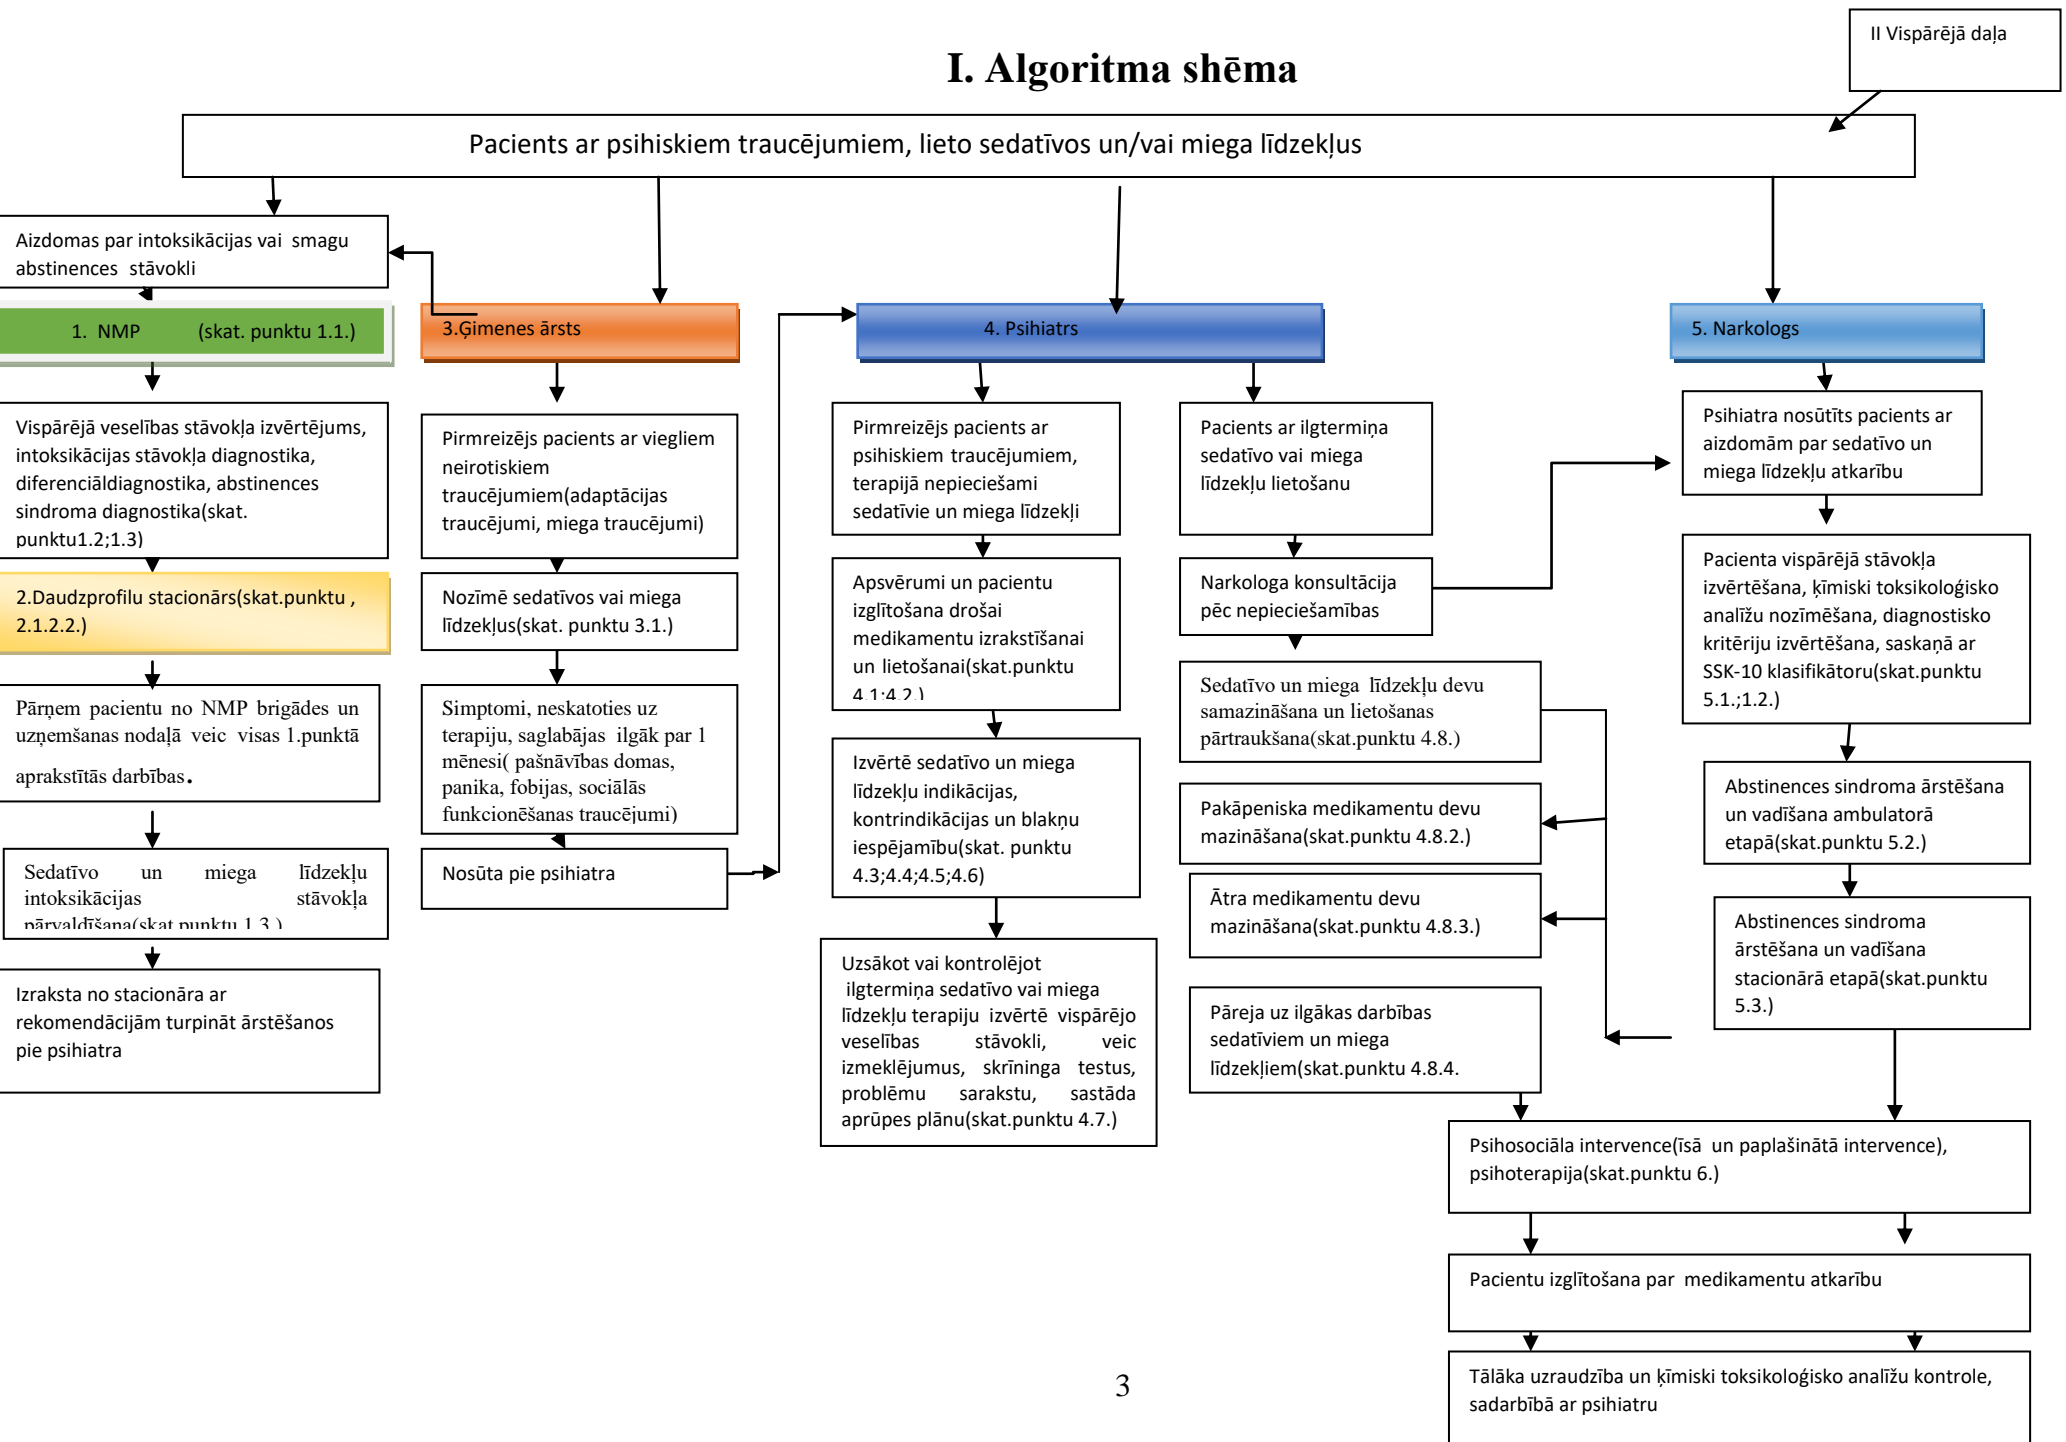 II Vispārējā daļa
I. Algoritma shēma
Pacients ar psihiskiem traucējumiem, lieto sedatīvos un/vai miega līdzekļus
Aizdomas par intoksikācijas vai smagu
abstinences stāvokli
1. NMP (skat. punktu 1.1.)
Vispārējā veselības stāvokļa izvērtējums,
intoksikācijas stāvokļa diagnostika,
diferenciāldiagnostika, abstinences
sindroma diagnostika(skat.
punktu1.2;1.3)
2.Daudzprofilu stacionārs(skat.punktu ,
2.1.2.2.)
Pārņem pacientu no NMP brigādes un
uzņemšanas nodaļā veic visas 1.punktā
aprakstītās darbības.
Sedatīvo un miega līdzekļu
intoksikācijas stāvokļa
pārvaldīšana(skat.punktu 1.3.)
Izraksta no stacionāra ar
rekomendācijām turpināt ārstēšanos
pie psihiatra
3.Ģimenes ārsts
Pirmreizējs pacients ar viegliem
neirotiskiem
traucējumiem(adaptācijas
traucējumi, miega traucējumi)
Nozīmē sedatīvos vai miega
līdzekļus(skat. punktu 3.1.)
Simptomi, neskatoties uz
terapiju, saglabājas ilgāk par 1
mēnesi( pašnāvības domas,
panika, fobijas, sociālās
funkcionēšanas traucējumi)
Nosūta pie psihiatra
4. Psihiatrs
Pirmreizējs pacients ar
psihiskiem traucējumiem,
terapijā nepieciešami
sedatīvie un miega līdzekļi
Apsvērumi un pacientu
izglītošana drošai
medikamentu izrakstīšanai
un lietošanai(skat.punktu
4.1;4.2.)
Izvērtē sedatīvo un miega
līdzekļu indikācijas,
kontrindikācijas un blakņu
iespējamību(skat. punktu
4.3;4.4;4.5;4.6)
Uzsākot vai kontrolējot
ilgtermiņa sedatīvo vai miega
līdzekļu terapiju izvērtē vispārējo
veselības stāvokli, veic
izmeklējumus, skrīninga testus,
problēmu sarakstu, sastāda
aprūpes plānu(skat.punktu 4.7.)
Pacients ar ilgtermiņa
sedatīvo vai miega
līdzekļu lietošanu
Narkologa konsultācija
pēc nepieciešamības
Sedatīvo un miega līdzekļu devu
samazināšana un lietošanas
pārtraukšana(skat.punktu 4.8.)
Pakāpeniska medikamentu devu
mazināšana(skat.punktu 4.8.2.)
Ātra medikamentu devu
mazināšana(skat.punktu 4.8.3.)
Pāreja uz ilgākas darbības
sedatīviem un miega
līdzekļiem(skat.punktu 4.8.4.
5. Narkologs
Psihiatra nosūtīts pacients ar
aizdomām par sedatīvo un
miega līdzekļu atkarību
Pacienta vispārējā stāvokļa
izvērtēšana, ķīmiski toksikoloģisko
analīžu nozīmēšana, diagnostisko
kritēriju izvērtēšana, saskaņā ar
SSK-10 klasifikātoru(skat.punktu
5.1.;1.2.)
Abstinences sindroma ārstēšana
un vadīšana ambulatorā
etapā(skat.punktu 5.2.)
Abstinences sindroma
ārstēšana un vadīšana
stacionārā etapā(skat.punktu
5.3.)
Psihosociāla intervence(īsā un paplašinātā intervence),
psihoterapija(skat.punktu 6.)
Pacientu izglītošana par medikamentu atkarību
Tālāka uzraudzība un ķīmiski toksikoloģisko analīžu kontrole,
sadarbībā ar psihiatru
3